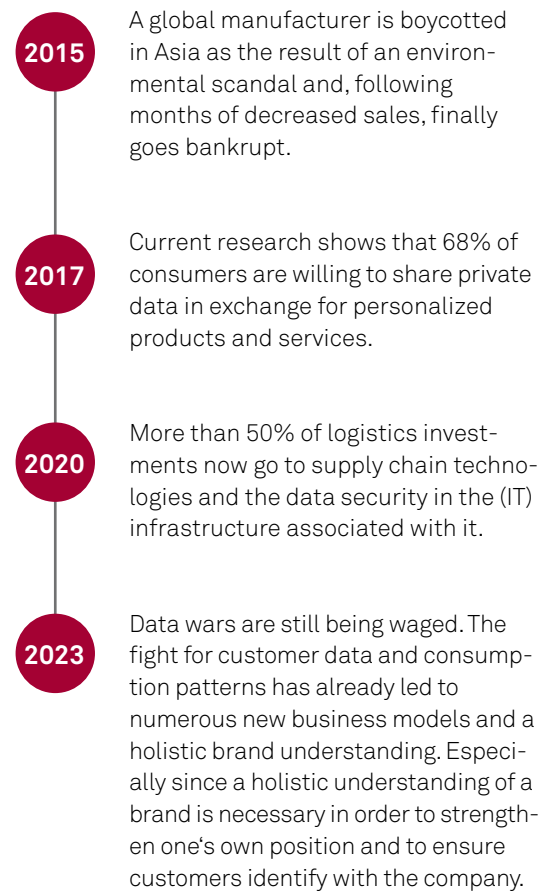 2015
A global manufacturer is boycotted
in Asia as the result of an environ-
mental scandal and, following
months of decreased sales, finally
goes bankrupt.
2017
Current research shows that 68% of
consumers are willing to share private
data in exchange for personalized
products and services.
2020
More than 50% of logistics invest-
ments now go to supply chain techno-
logies and the data security in the (IT)
infrastructure associated with it.
2023
Data wars are still being waged. The
fight for customer data and consump-
tion patterns has already led to
numerous new business models and a
holistic brand understanding. Especi-
ally since a holistic understanding of a
brand is necessary in order to strength-
en one‘s own position and to ensure
customers identify with the company.